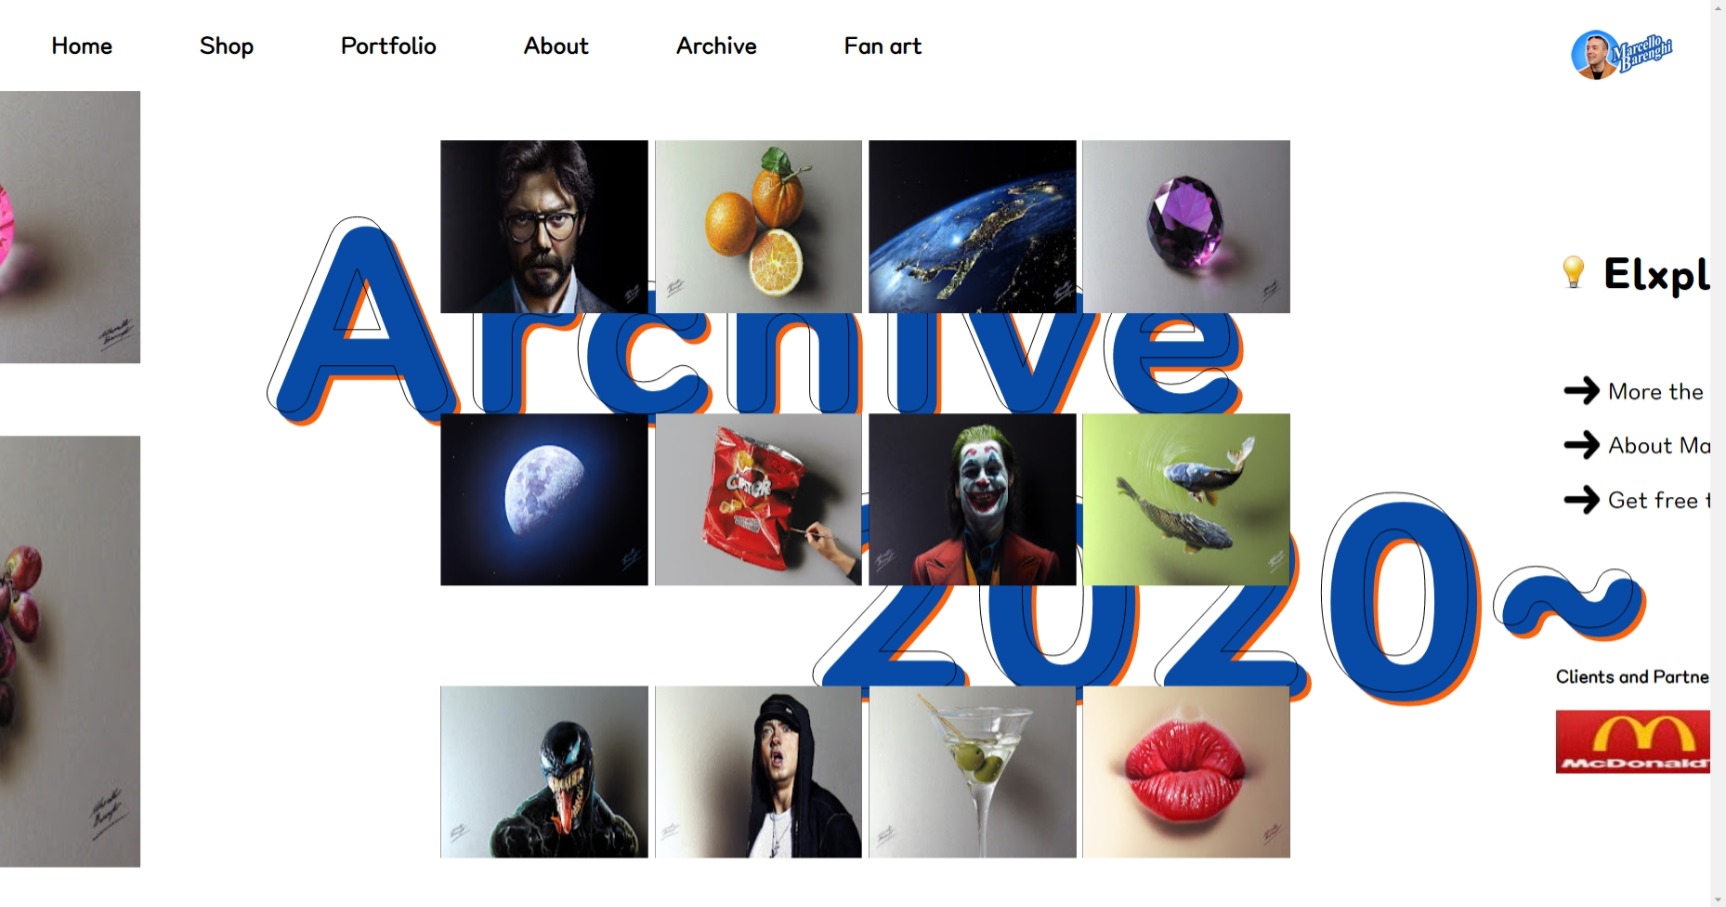 Home
Shop
Portfolio
About
Archive
Fan art
Marcello
Barenghi
Archive
2020~
💡 Elxpl
→ More the
→ About Ma
→ Get free t
Clients and Partne
McDonald'